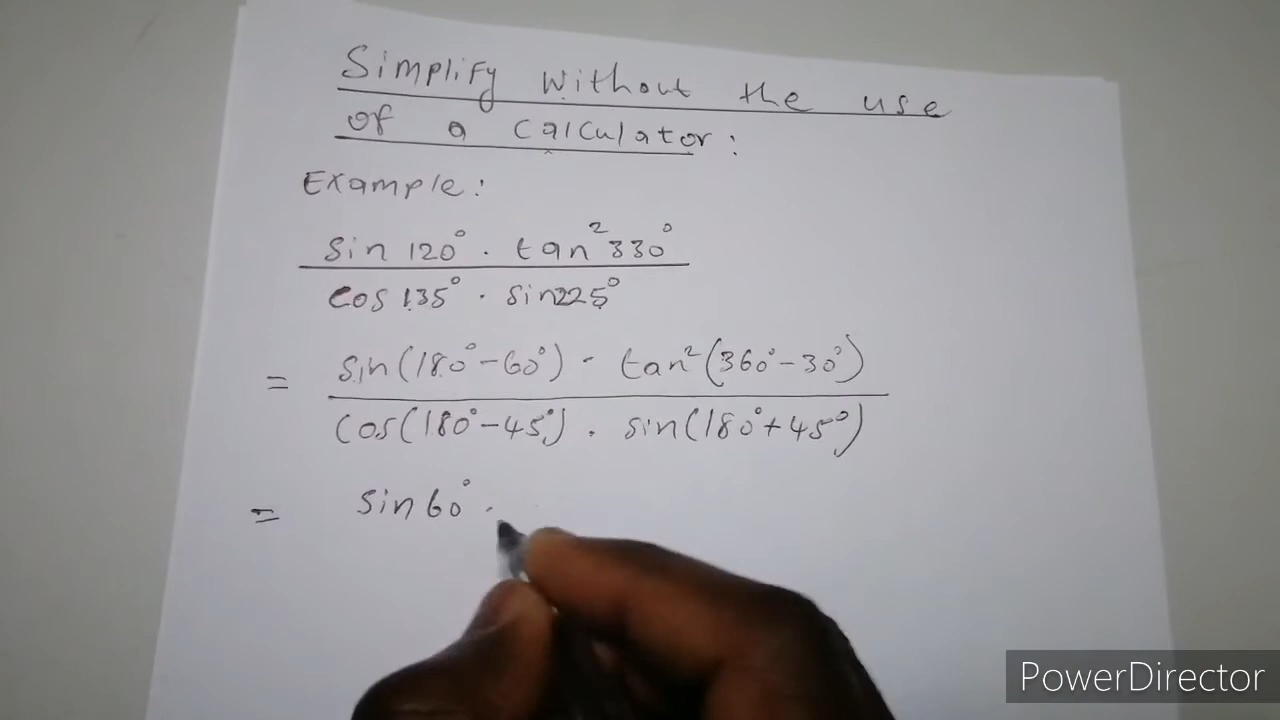 Simplify without the use
of a calculator:
Example:
sin 120° . tan² 330°
cos 135° . sin 225°
= sin(180° - 60°) - tan²(360° - 30°)
cos(180° - 45°) . sin(180° + 45°)
= sin 60° .
PowerDirector